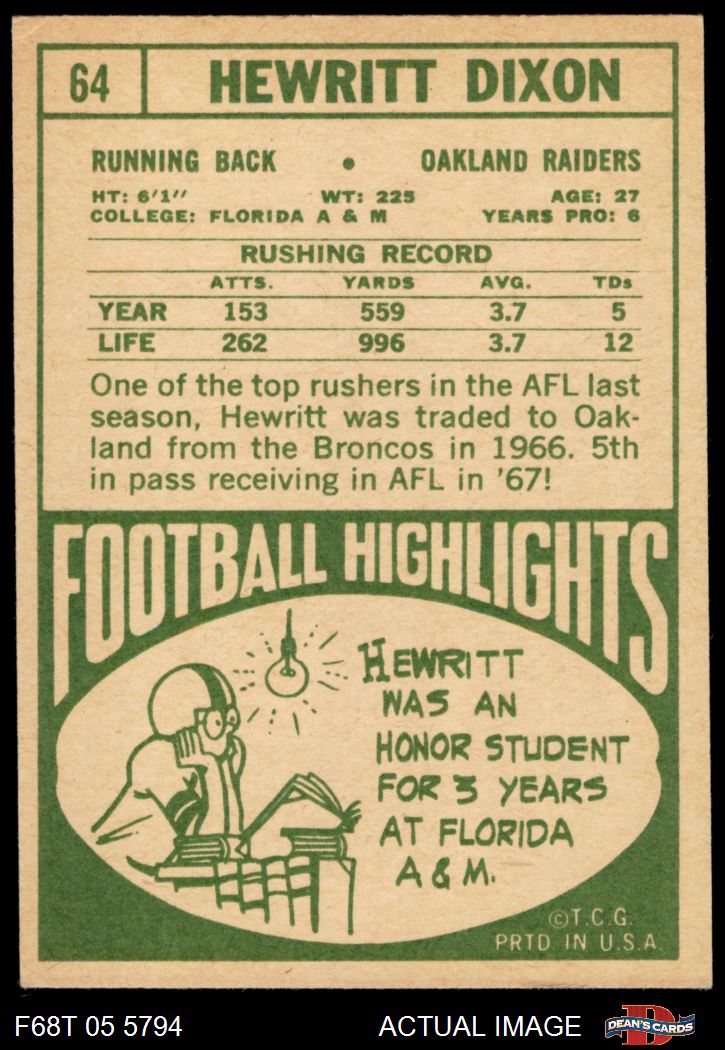 64 HEWRITT DIXON
RUNNING BACK • OAKLAND RAIDERS
HT: 6'1" WT: 225 AGE: 27
COLLEGE: FLORIDA A & M YEARS PRO: 6
RUSHING RECORD
ATTS. YARDS AVG. TDs
YEAR 153 559 3.7 5
LIFE 262 996 3.7 12
One of the top rushers in the AFL last
season, Hewritt was traded to Oak-
land from the Broncos in 1966. 5th
in pass receiving in AFL in '67!
FOOTBALL HIGHLIGHTS
HEWRITT
WAS AN
HONOR STUDENT
FOR 3 YEARS
AT FLORIDA
A & M.
©T.C.G.
PRTD IN U.S.A.
F68T 05 5794 ACTUAL IMAGE DEAN'S CARDS